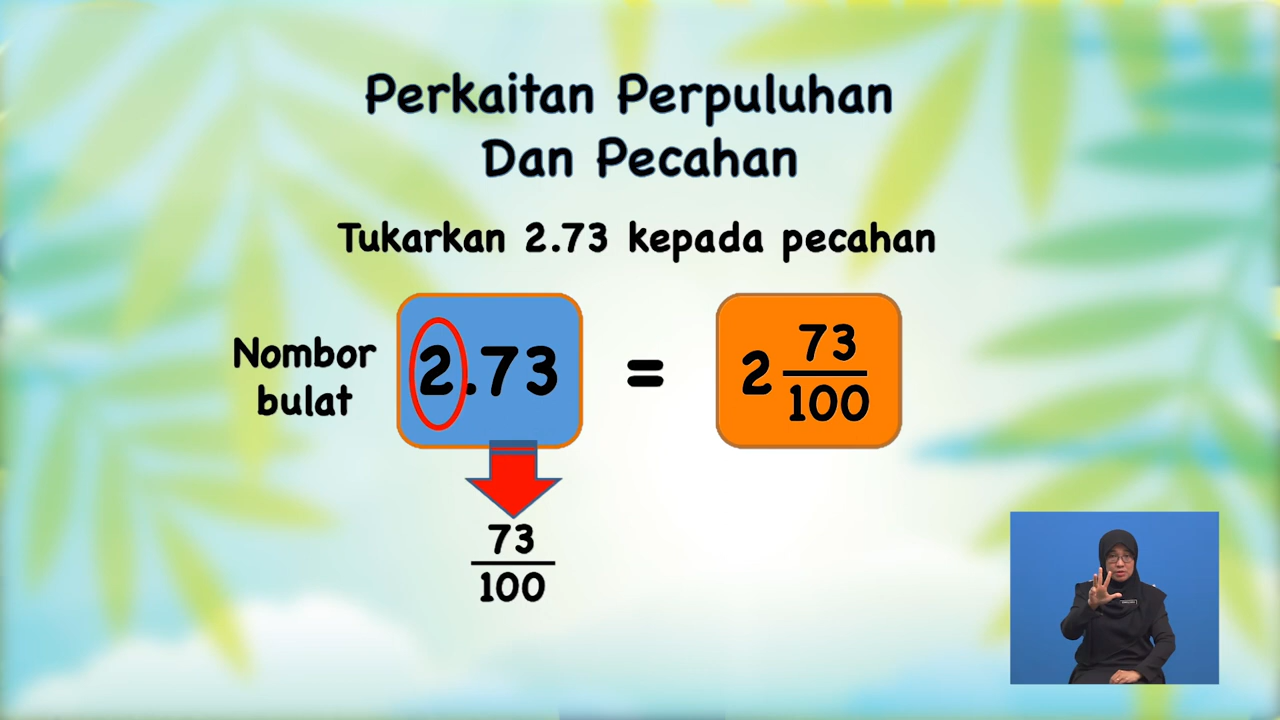 Perkaitan Perpuluhan
Dan Pecahan
Tukarkan 2.73 kepada pecahan
Nombor
bulat
2.73
=
2 73/100
73/100